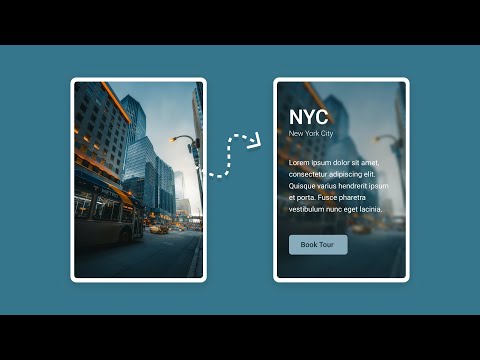 NYC
New York City
Lorem ipsum dolor sit amet,
consectetur adipiscing elit.
Quisque varius hendrerit ipsum
et porta. Fusce pharetra
vestibulum nunc eget lacinia.
Book Tour